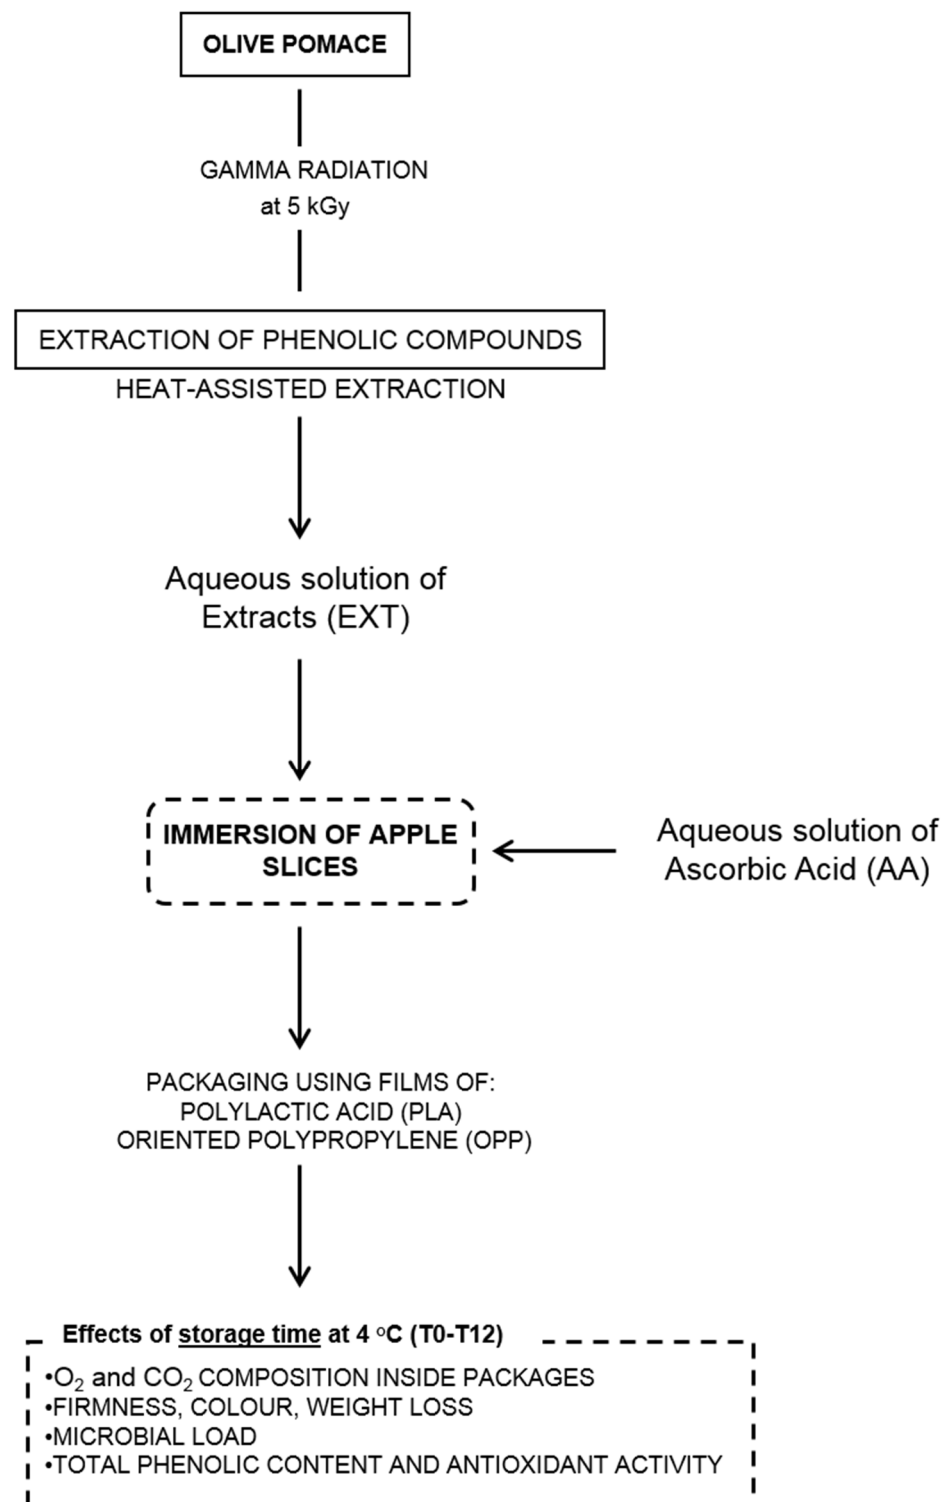 OLIVE POMACE
GAMMA RADIATION
at 5 kGy
EXTRACTION OF PHENOLIC COMPOUNDS
HEAT-ASSISTED EXTRACTION
Aqueous solution of
Extracts (EXT)
IMMERSION OF APPLE
SLICES
Aqueous solution of
Ascorbic Acid (AA)
PACKAGING USING FILMS OF:
POLYLACTIC ACID (PLA)
ORIENTED POLYPROPYLENE (OPP)
Effects of storage time at 4 ºC (T0-T12)
•O₂ and CO₂ COMPOSITION INSIDE PACKAGES
•FIRMNESS, COLOUR, WEIGHT LOSS
•MICROBIAL LOAD
•TOTAL PHENOLIC CONTENT AND ANTIOXIDANT ACTIVITY